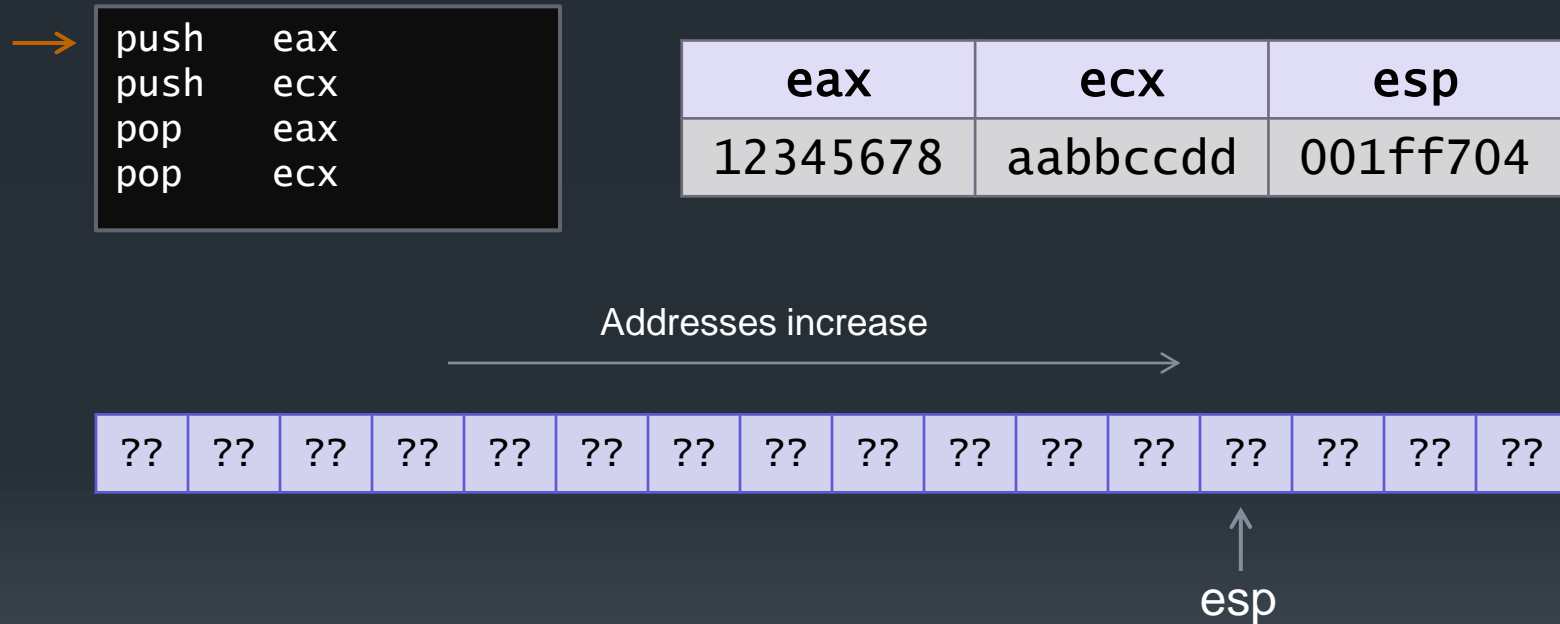 push eax
push ecx
pop eax
pop ecx
eax ecx esp
12345678 aabbccdd 001ff704
Addresses increase
?? ?? ?? ?? ?? ?? ?? ?? ?? ?? ?? ?? ?? ?? ?? ??
esp